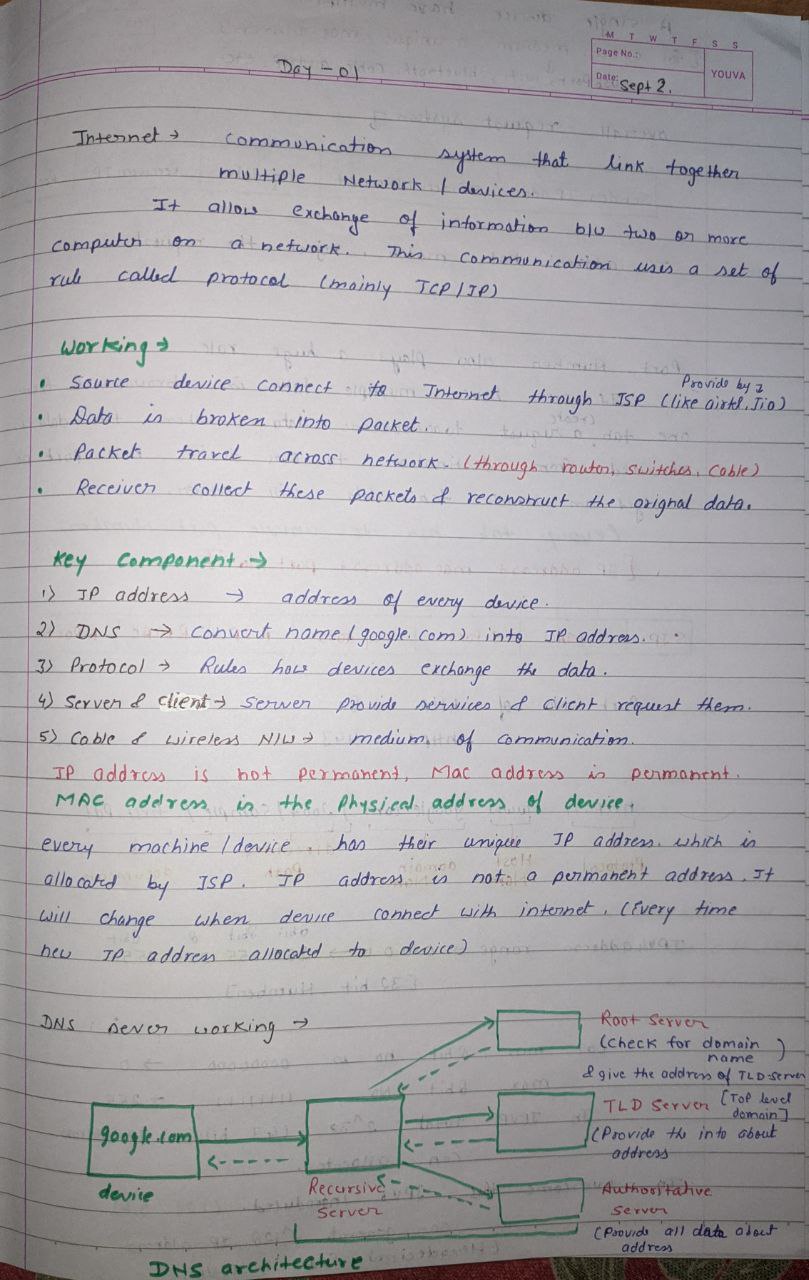 M T W T F S S
Page No.:
Date: Sept 2.
YOUVA
Day - 01
Internet → communication system that link together
multiple Network / devices.
It allow exchange of information b/w two or more
computer on a network. This communication uses a set of
rule called protocol (mainly TCP/IP)
Working →
Provide by
• Source device connect to Internet through ISP (like airtel, Jio)
• Data is broken into packet.
• Packet travel across network. (through router, switches, cable)
• Receiver collect these packets & reconstruct the orignal data.
Key Component →
1) IP address → address of every device.
2) DNS → convert name (google.com) into IP address.
3) Protocol → Rules how devices exchange the data.
4) Server & client → Server provide services & client request them.
5) Cable & wireless N/W → medium of communication.
IP address is not permanent, Mac address is permanent.
MAC address is the Physical address of device.
every machine / device has their unique IP address. which is
allocated by ISP. IP address is not a permanent address. It
will change when device connect with internet. (Every time
new IP address allocated to device)
DNS sever working →
Root Server
(Check for domain name)
& give the address of TLD server
TLD Server [Top level domain]
(Provide the into about
address
google.com
device
Recursive
Server
Authoritative
Server
(Provide all data about
address
DNS architecture